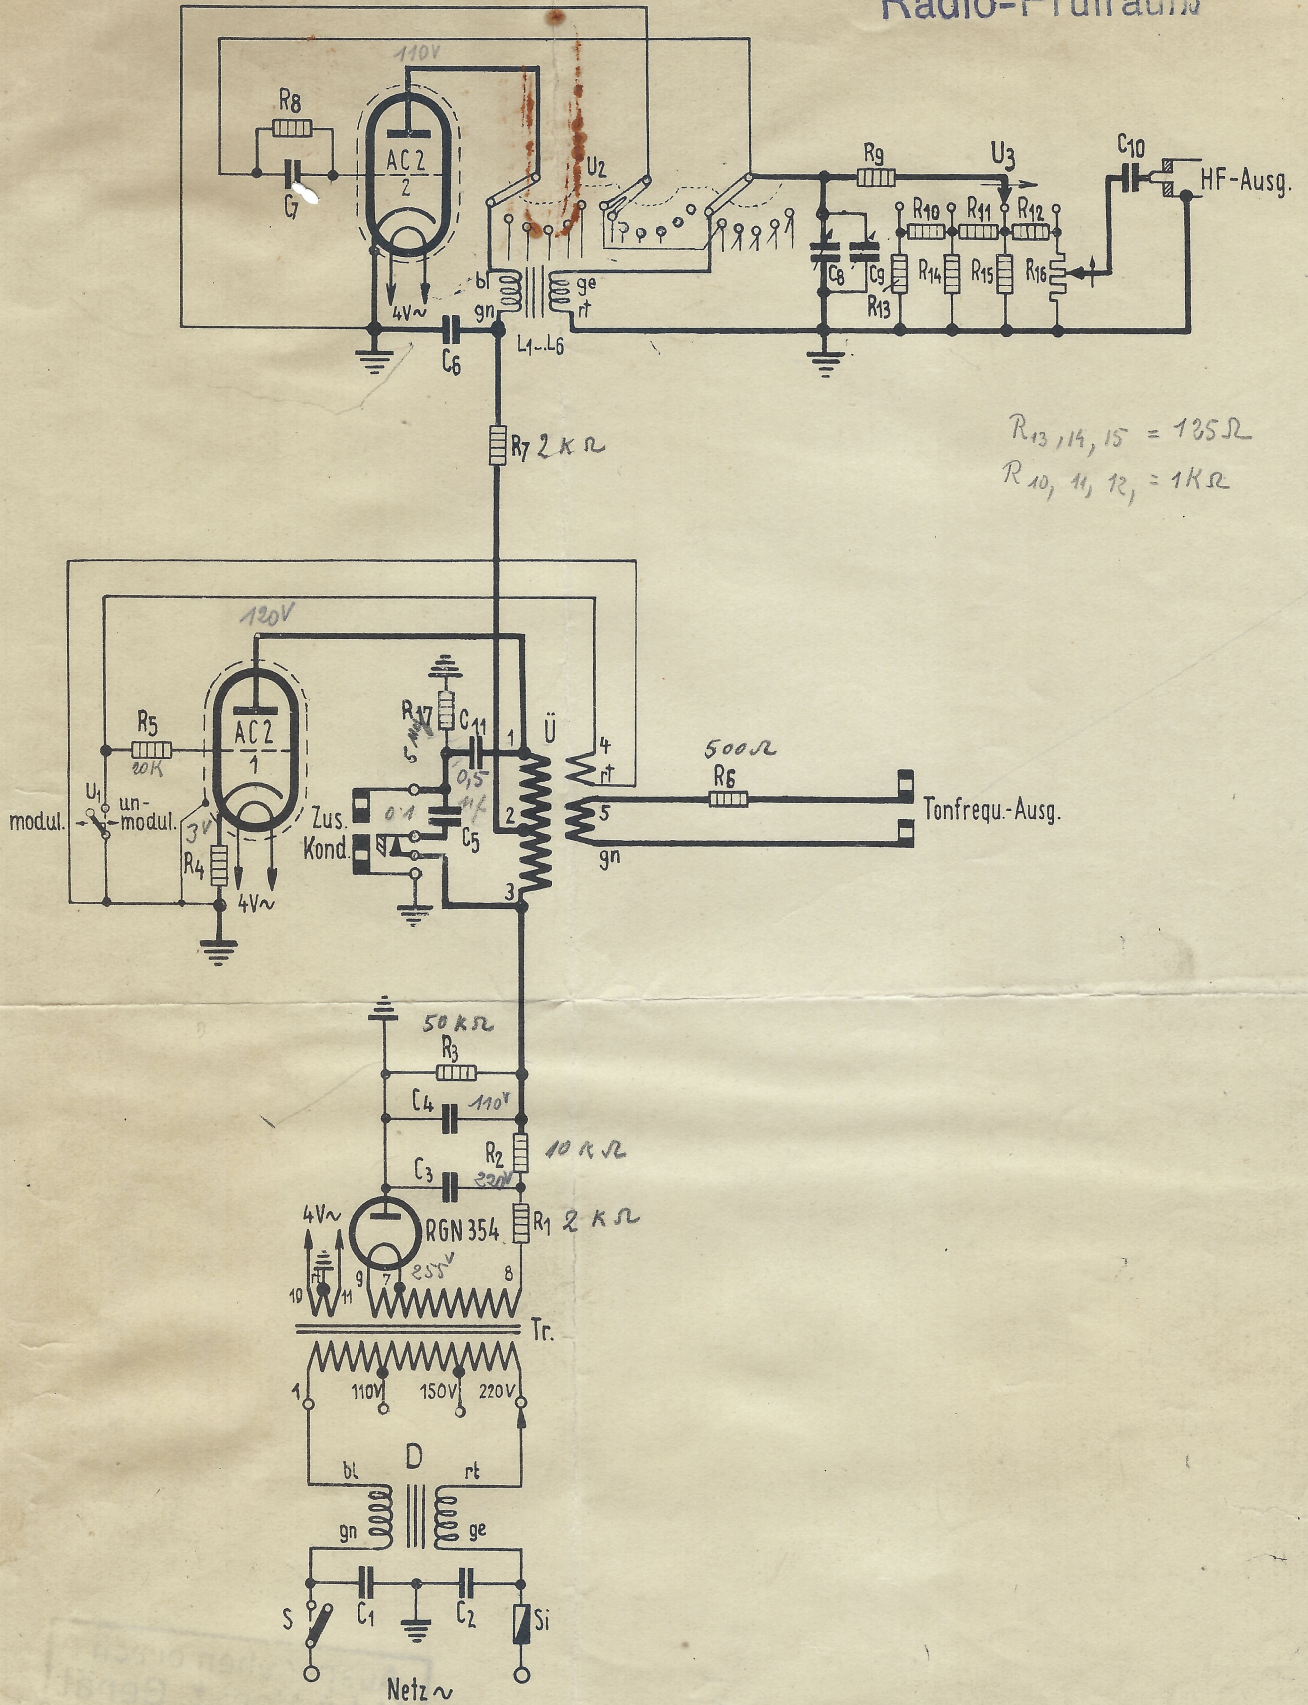 Radio-Prüfraum
110V
R8
AC2
2
C7
U2
R9
U3
C10
HF-Ausg.
R10
R11
R12
C8
C9
R14
R15
R16
R13
bl
gn
ge
rt
4V~
C6
L1...L6
R7 2 KΩ
R13, 14, 15 = 125Ω
R10, 11, 12, = 1KΩ
120V
R5
20K
AC2
1
R17
C11
1
Ü
4
rt
500Ω
R6
U1
modul.
un-
modul.
3V
R4
4V~
Zus.
Kond.
0,5
µf
0.1
C5
2
5
gn
3
Tonfrequ.-Ausg.
50 KΩ
R3
C4
110V
R2
10 KΩ
C3
220V
4V~
RGN 354
R1
2 KΩ
255V
10
11
9
7
8
Tr.
1
110V
150V
220V
D
bl
rt
gn
ge
S
C1
C2
Si
Netz ~